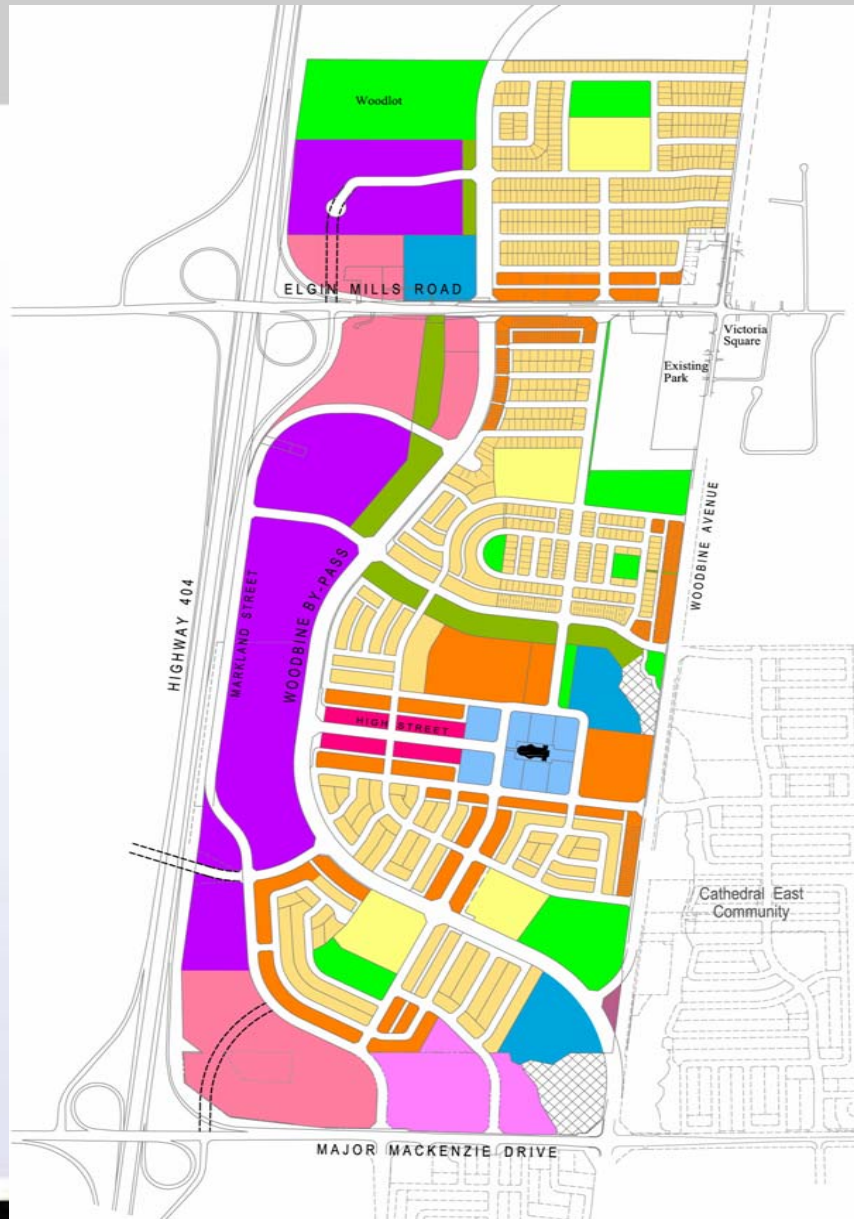 Woodlot
ELGIN MILLS ROAD
Victoria
Square
Existing
Park
WOODBINE AVENUE
HIGHWAY 404
MARKLAND STREET
WOODBINE BY-PASS
HIGH STREET
Cathedral East
Community
MAJOR MACKENZIE DRIVE